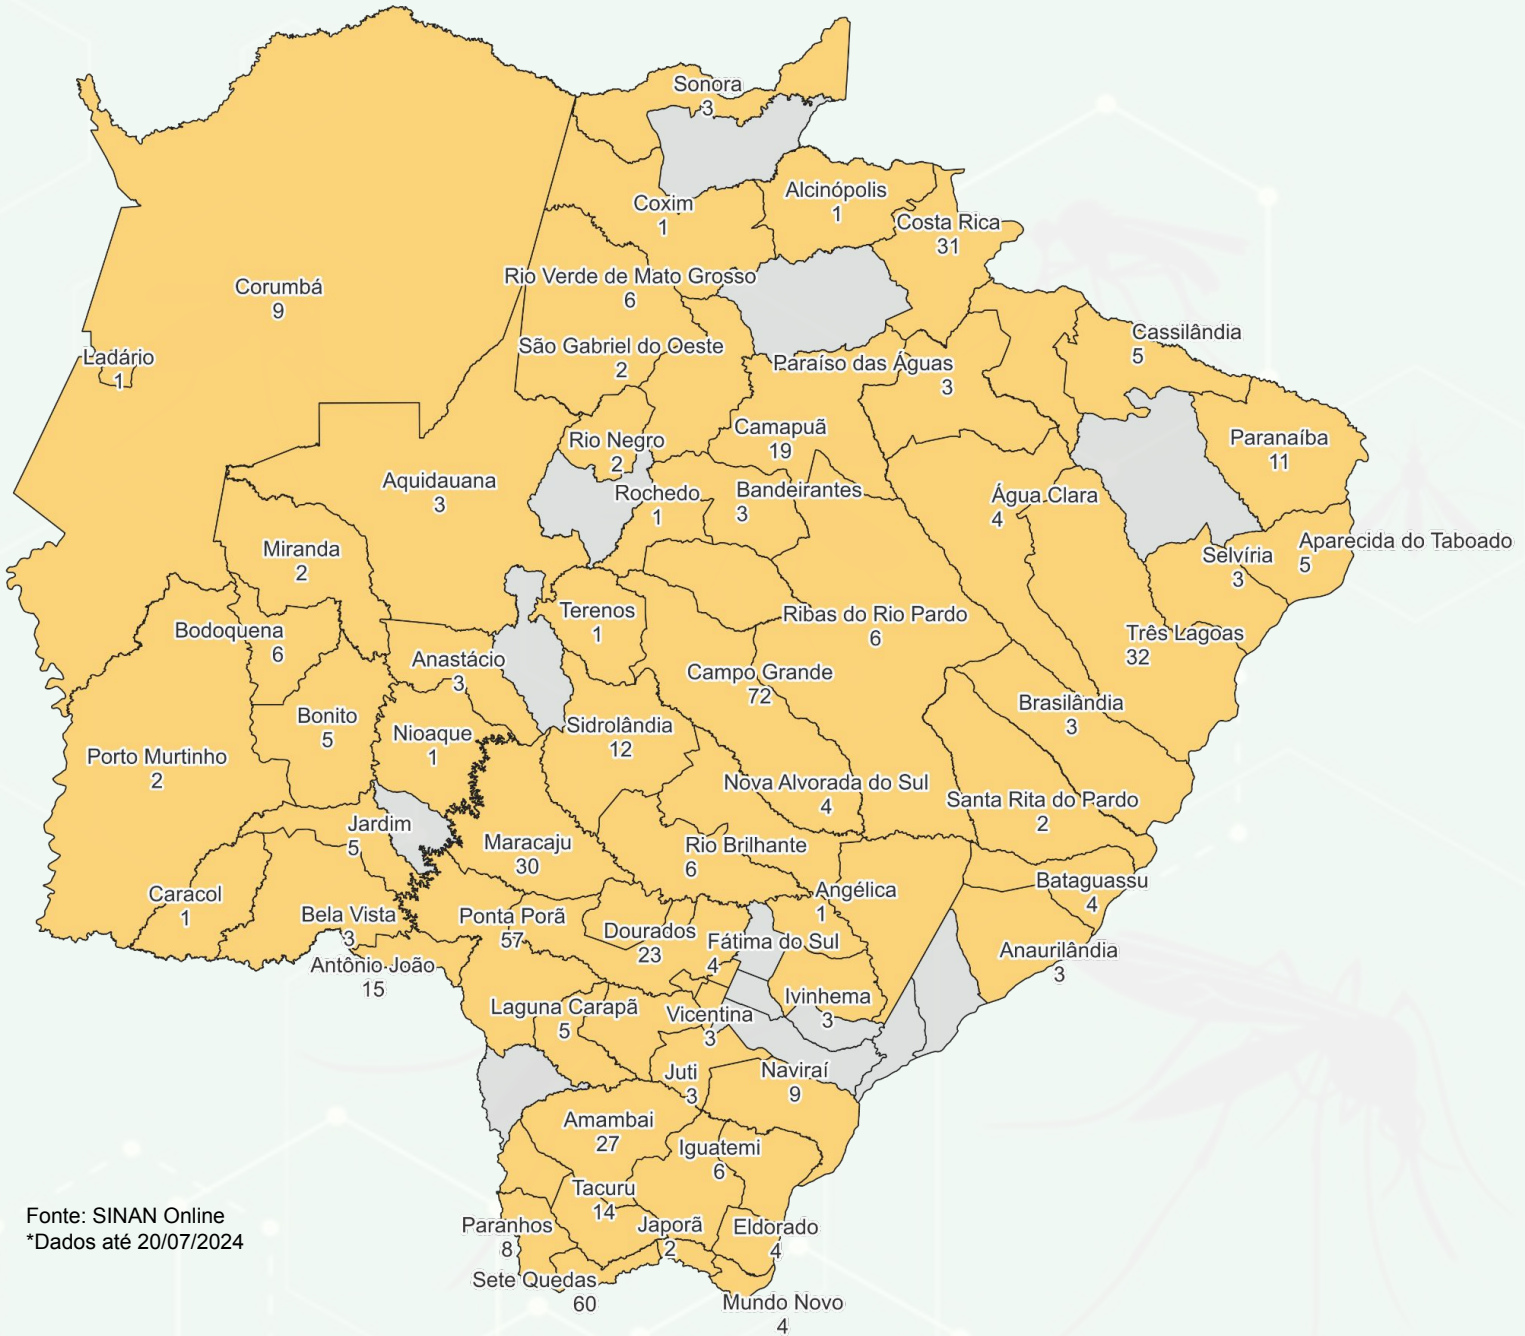 Sonora
3
Coxim
1
Alcinópolis
1
Costa Rica
31
Corumbá
9
Rio Verde de Mato Grosso
6
São Gabriel do Oeste
2
Ladário
1
Paraíso das Águas
3
Cassilândia
5
Rio Negro
2
Camapuã
19
Paranaíba
11
Aquidauana
3
Rochedo
1
Bandeirantes
3
Água Clara
4
Miranda
2
Selvíria
3
Aparecida do Taboado
5
Terenos
1
Ribas do Rio Pardo
6
Bodoquena
6
Três Lagoas
32
Anastácio
3
Campo Grande
72
Brasilândia
3
Bonito
5
Nioaque
1
Sidrolândia
12
Porto Murtinho
2
Nova Alvorada do Sul
4
Santa Rita do Pardo
2
Jardim
5
Maracaju
30
Rio Brilhante
6
Caracol
1
Angélica
1
Bataguassu
4
Bela Vista
3
Ponta Porã
57
Dourados
23
Fátima do Sul
4
Anaurilândia
3
Antônio João
15
Laguna Carapã
5
Vicentina
3
Ivinhema
3
Juti
3
Naviraí
9
Amambai
27
Iguatemi
6
Tacuru
14
Paranhos
8
Japorã
2
Eldorado
4
Sete Quedas
60
Mundo Novo
4
Fonte: SINAN Online
*Dados até 20/07/2024